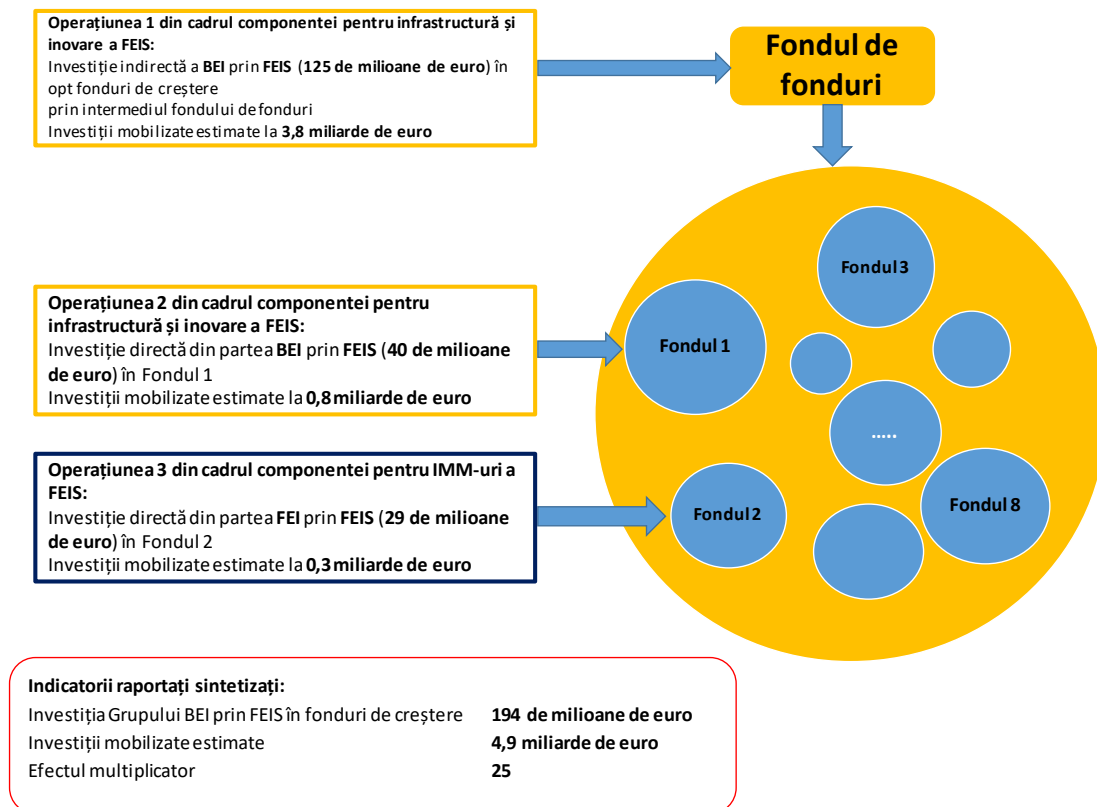 Operațiunea 1 din cadrul componentei pentru infrastructură și
inovare a FEIS:
Investiție indirectă a BEI prin FEIS (125 de milioane de euro) în
opt fonduri de creștere
prin intermediul fondului de fonduri
Investiții mobilizate estimate la 3,8 miliarde de euro
Fondul de
fonduri
Operațiunea 2 din cadrul componentei pentru
infrastructură și inovare a FEIS:
Investiție directă din partea BEI prin FEIS (40 de milioane
de euro) în Fondul 1
Investiții mobilizate estimate la 0,8 miliarde de euro
Operațiunea 3 din cadrul componentei pentru IMM-uri a
FEIS:
Investiție directă din partea FEI prin FEIS (29 de milioane
de euro) în Fondul 2
Investiții mobilizate estimate la 0,3 miliarde de euro
Fondul 3
Fondul 1
.....
Fondul 2
Fondul 8
Indicatorii raportați sintetizați:
Investiția Grupului BEI prin FEIS în fonduri de creștere 194 de milioane de euro
Investiții mobilizate estimate 4,9 miliarde de euro
Efectul multiplicator 25